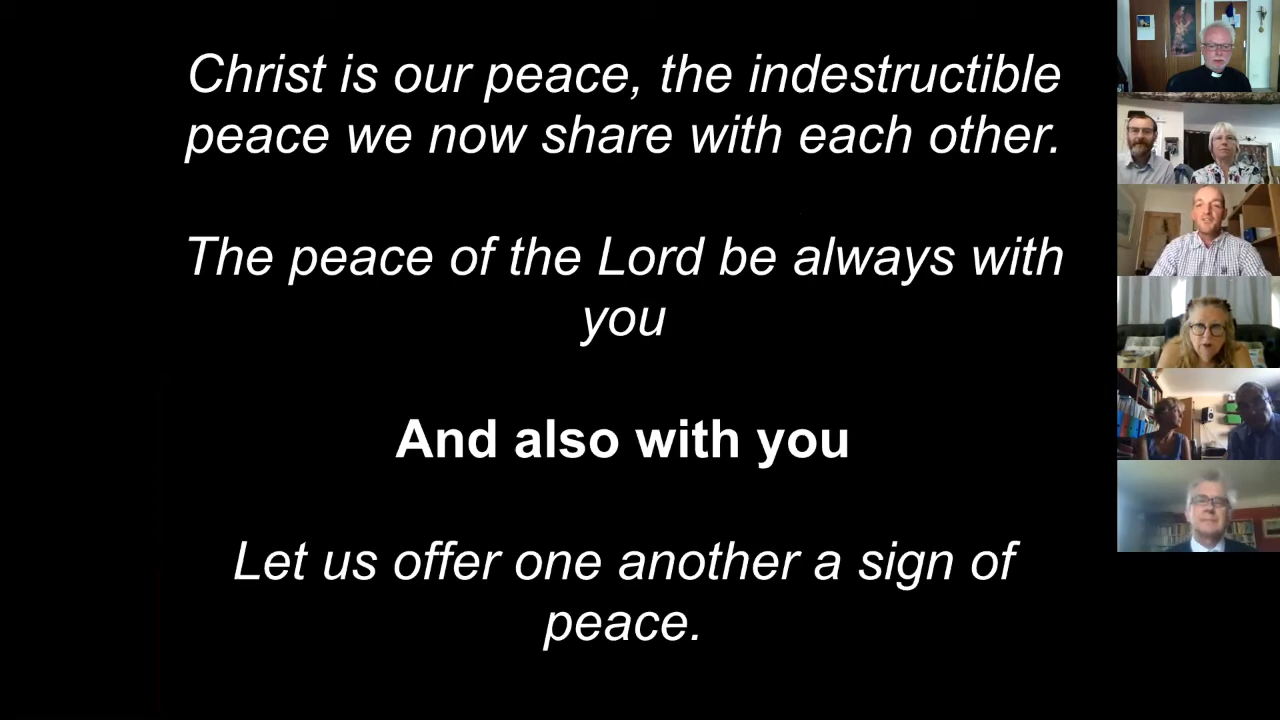 Christ is our peace, the indestructible
peace we now share with each other.
The peace of the Lord be always with
you
And also with you
Let us offer one another a sign of
peace.